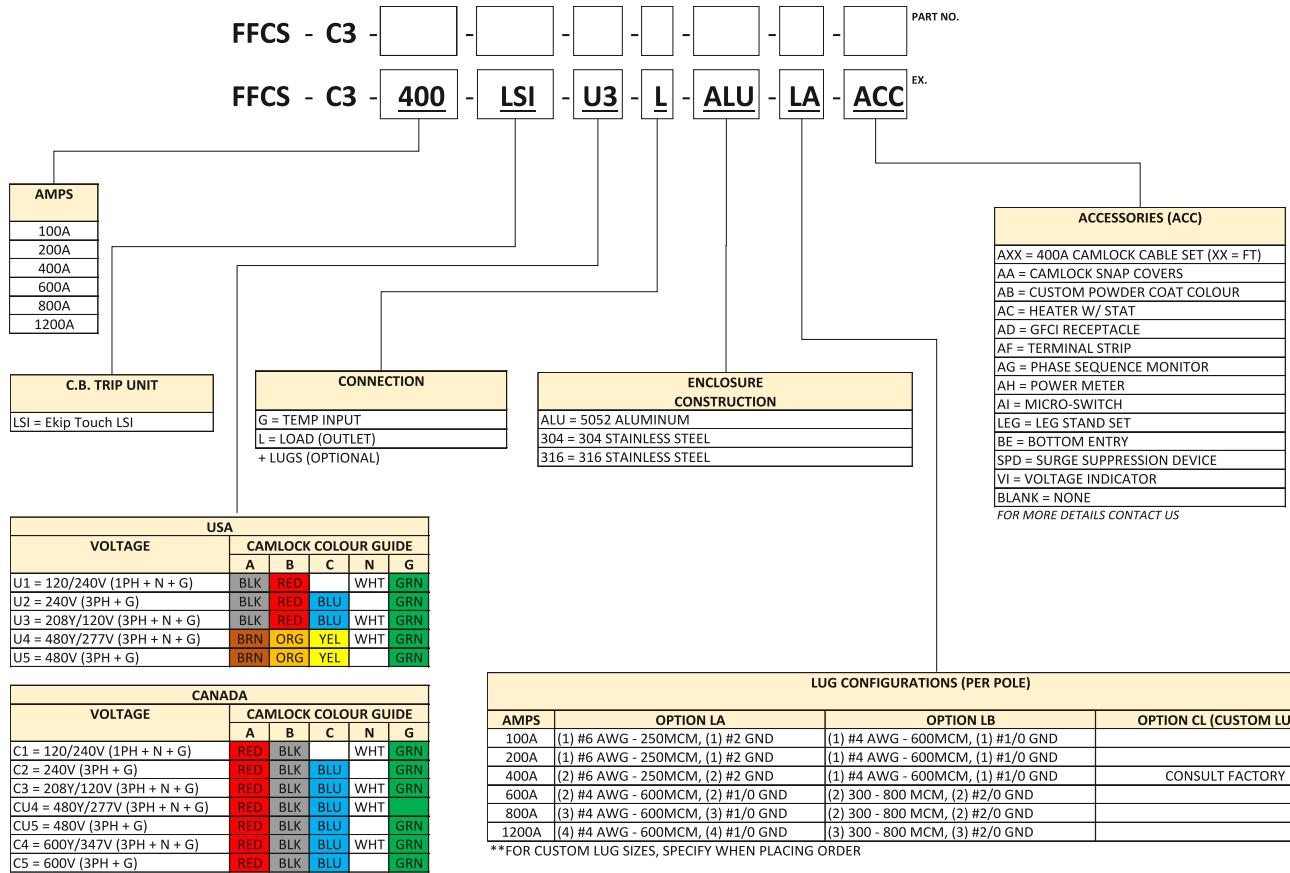 FFCS - C3 - - - - - - - PART NO.
FFCS - C3 - 400 - LSI - U3 - L - ALU - LA - ACC EX.
AMPS
100A
200A
400A
600A
800A
1200A
ACCESSORIES (ACC)
AXX = 400A CAMLOCK CABLE SET (XX = FT)
AA = CAMLOCK SNAP COVERS
AB = CUSTOM POWDER COAT COLOUR
AC = HEATER W/ STAT
AD = GFCI RECEPTACLE
AF = TERMINAL STRIP
AG = PHASE SEQUENCE MONITOR
AH = POWER METER
AI = MICRO-SWITCH
LEG = LEG STAND SET
BE = BOTTOM ENTRY
SPD = SURGE SUPPRESSION DEVICE
VI = VOLTAGE INDICATOR
BLANK = NONE
FOR MORE DETAILS CONTACT US
C.B. TRIP UNIT
LSI = Ekip Touch LSI
CONNECTION
G = TEMP INPUT
L = LOAD (OUTLET)
+ LUGS (OPTIONAL)
ENCLOSURE
CONSTRUCTION
ALU = 5052 ALUMINUM
304 = 304 STAINLESS STEEL
316 = 316 STAINLESS STEEL
USA
VOLTAGE CAMLOCK COLOUR GUIDE
A B C N G
U1 = 120/240V (1PH + N + G) BLK RED WHT GRN
U2 = 240V (3PH + G) BLK RED BLU GRN
U3 = 208Y/120V (3PH + N + G) BLK RED BLU WHT GRN
U4 = 480Y/277V (3PH + N + G) BRN ORG YEL WHT GRN
U5 = 480V (3PH + G) BRN ORG YEL GRN
CANADA
VOLTAGE CAMLOCK COLOUR GUIDE
A B C N G
C1 = 120/240V (1PH + N + G) RED BLK WHT GRN
C2 = 240V (3PH + G) RED BLK BLU GRN
C3 = 208Y/120V (3PH + N + G) RED BLK BLU WHT GRN
CU4 = 480Y/277V (3PH + N + G) RED BLK BLU WHT
CU5 = 480V (3PH + G) RED BLK BLU GRN
C4 = 600Y/347V (3PH + N + G) RED BLK BLU WHT GRN
C5 = 600V (3PH + G) RED BLK BLU GRN
LUG CONFIGURATIONS (PER POLE)
AMPS OPTION LA OPTION LB OPTION CL (CUSTOM LU
100A (1) #6 AWG - 250MCM, (1) #2 GND (1) #4 AWG - 600MCM, (1) #1/0 GND
200A (1) #6 AWG - 250MCM, (1) #2 GND (1) #4 AWG - 600MCM, (1) #1/0 GND
400A (2) #6 AWG - 250MCM, (2) #2 GND (1) #4 AWG - 600MCM, (1) #1/0 GND CONSULT FACTORY
600A (2) #4 AWG - 600MCM, (2) #1/0 GND (2) 300 - 800 MCM, (2) #2/0 GND
800A (3) #4 AWG - 600MCM, (3) #1/0 GND (2) 300 - 800 MCM, (2) #2/0 GND
1200A (4) #4 AWG - 600MCM, (4) #1/0 GND (3) 300 - 800 MCM, (3) #2/0 GND
**FOR CUSTOM LUG SIZES, SPECIFY WHEN PLACING ORDER